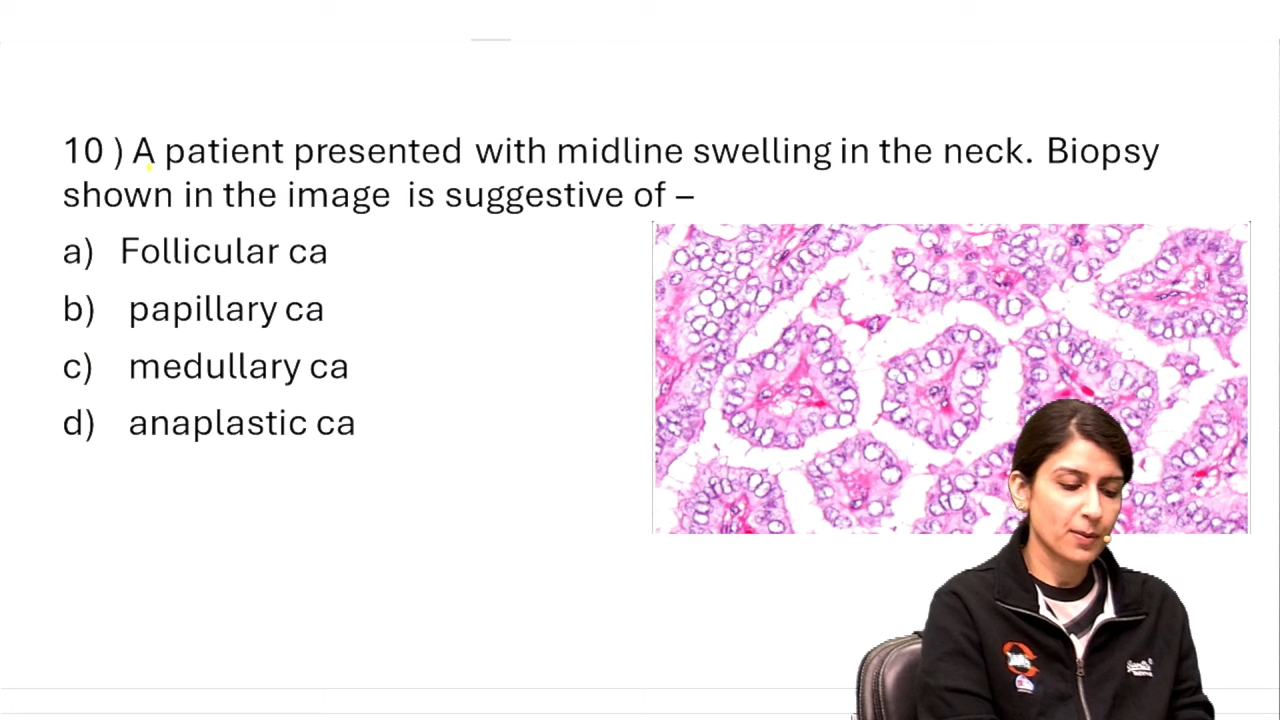 10 ) A patient presented with midline swelling in the neck. Biopsy
shown in the image is suggestive of –
a) Follicular ca
b) papillary ca
c) medullary ca
d) anaplastic ca